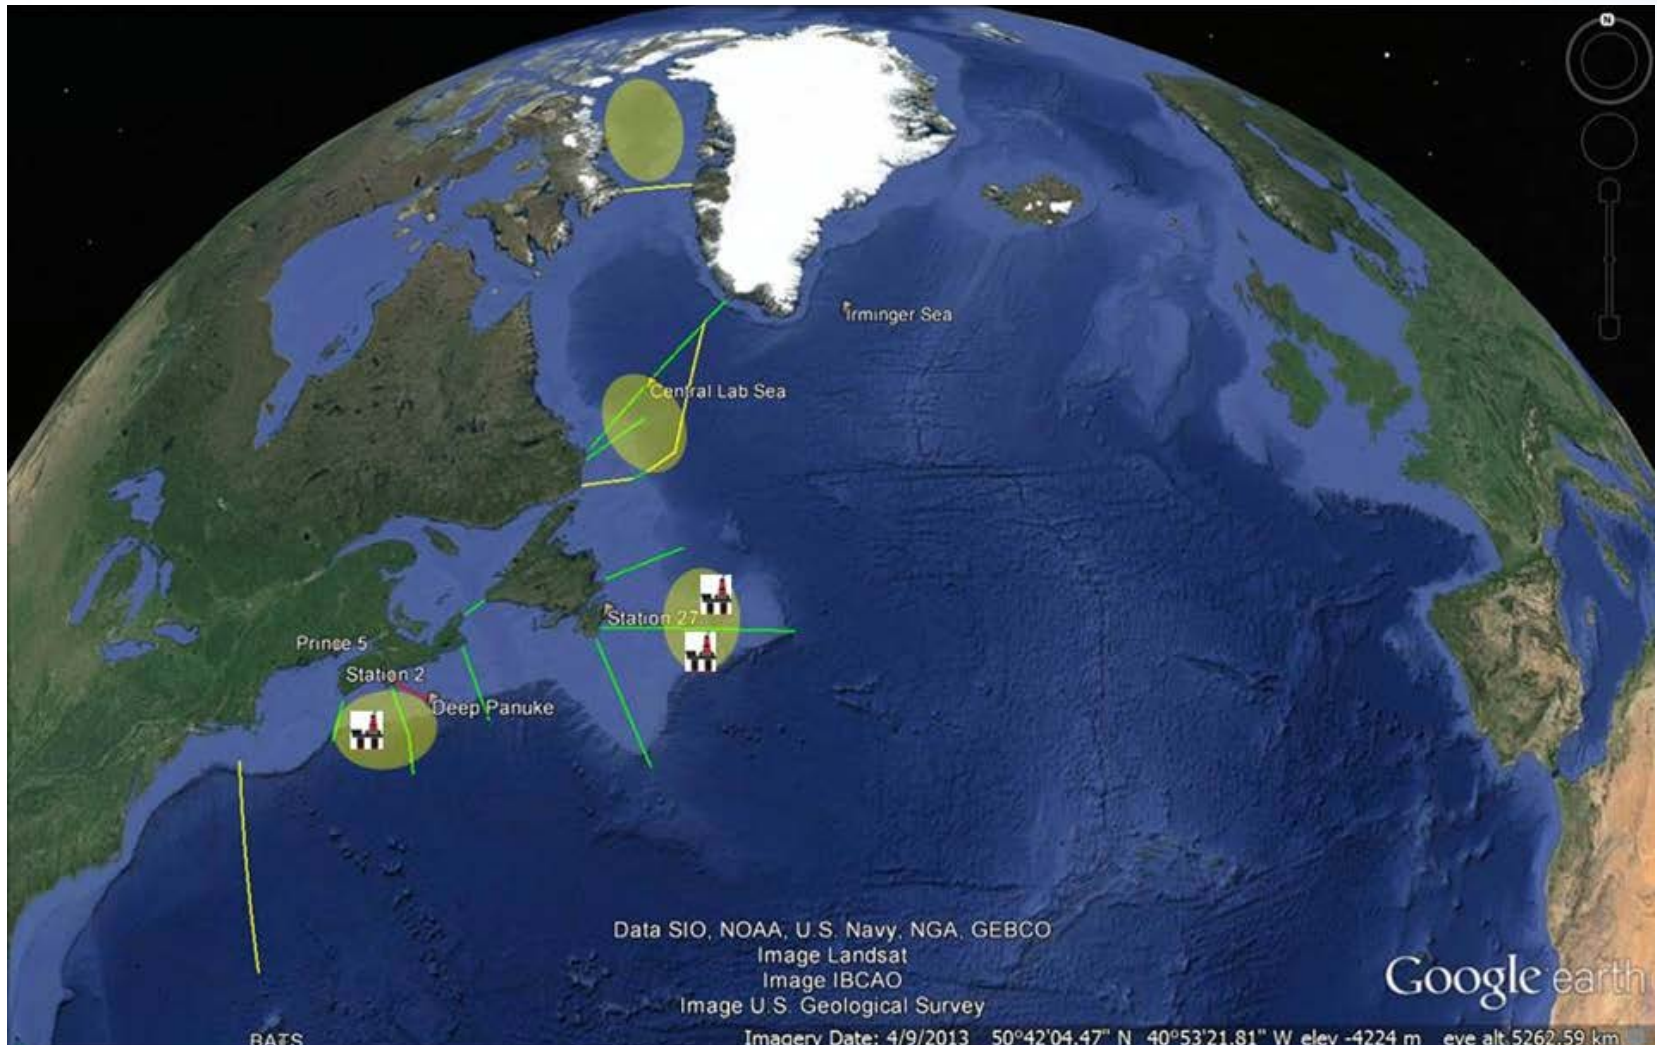 N
Irminger Sea
Central Lab Sea
Station 27
Prince 5
Station 2
Deep Panuke
Data SIO, NOAA, U.S. Navy, NGA, GEBCO
Image Landsat
Image IBCAO
Image U.S. Geological Survey
Google earth
BATS
Imagery Date: 4/9/2013 50°42'04.47" N 40°53'21.81" W elev -4224 m eye alt 5262.59 km